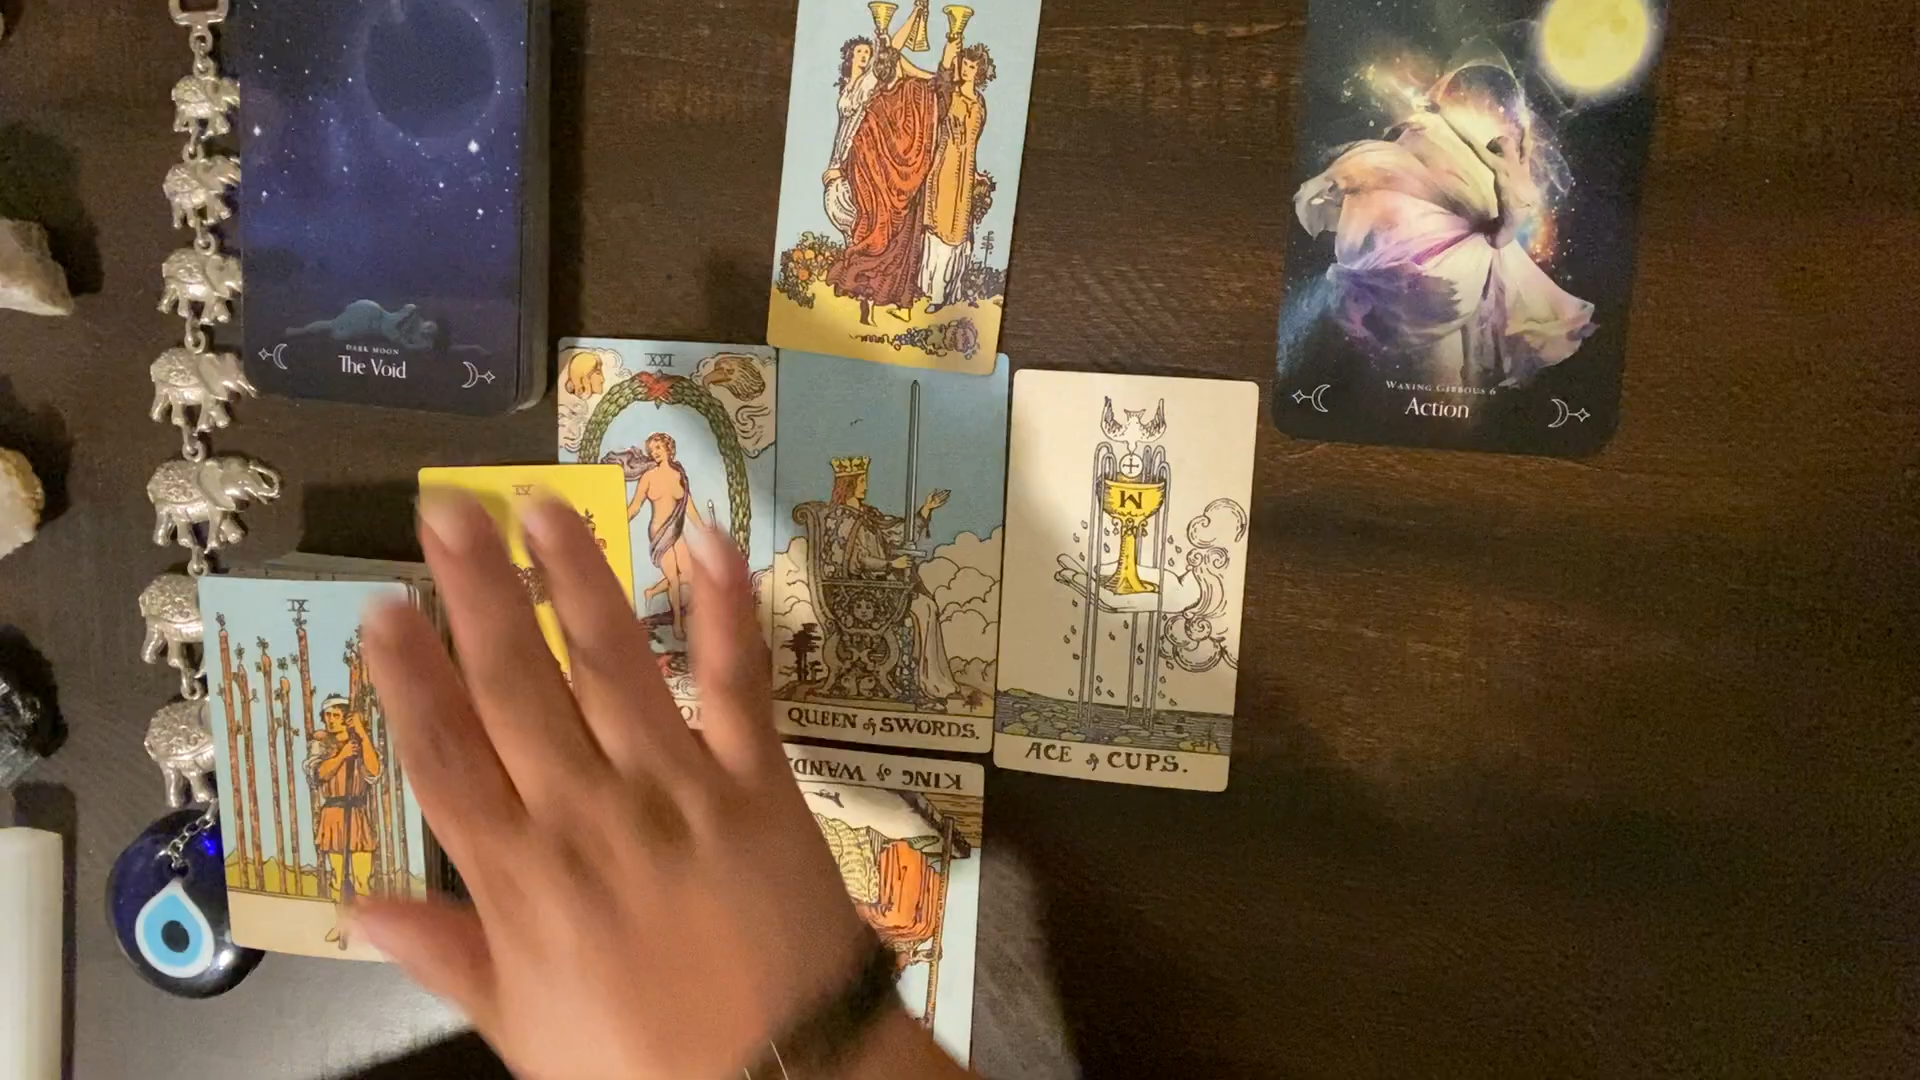 DARK MOON
The Void
WAXING GIBBOUS 6
Action
XXI
IV
IX
QUEEN of SWORDS.
ACE of CUPS.
KING of WANDS